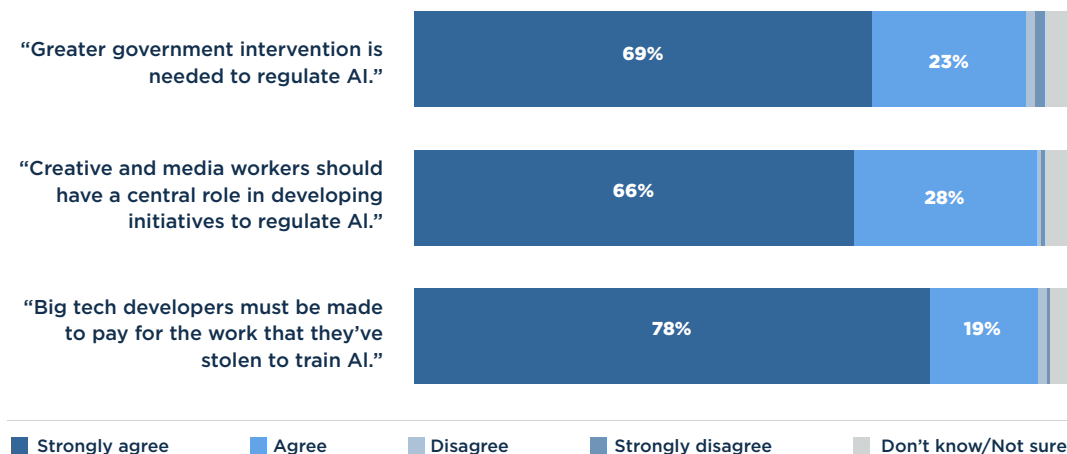 “Greater government intervention is
needed to regulate AI.”
69%
23%
“Creative and media workers should
have a central role in developing
initiatives to regulate AI.”
66%
28%
“Big tech developers must be made
to pay for the work that they’ve
stolen to train AI.”
78%
19%
Strongly agree
Agree
Disagree
Strongly disagree
Don’t know/Not sure